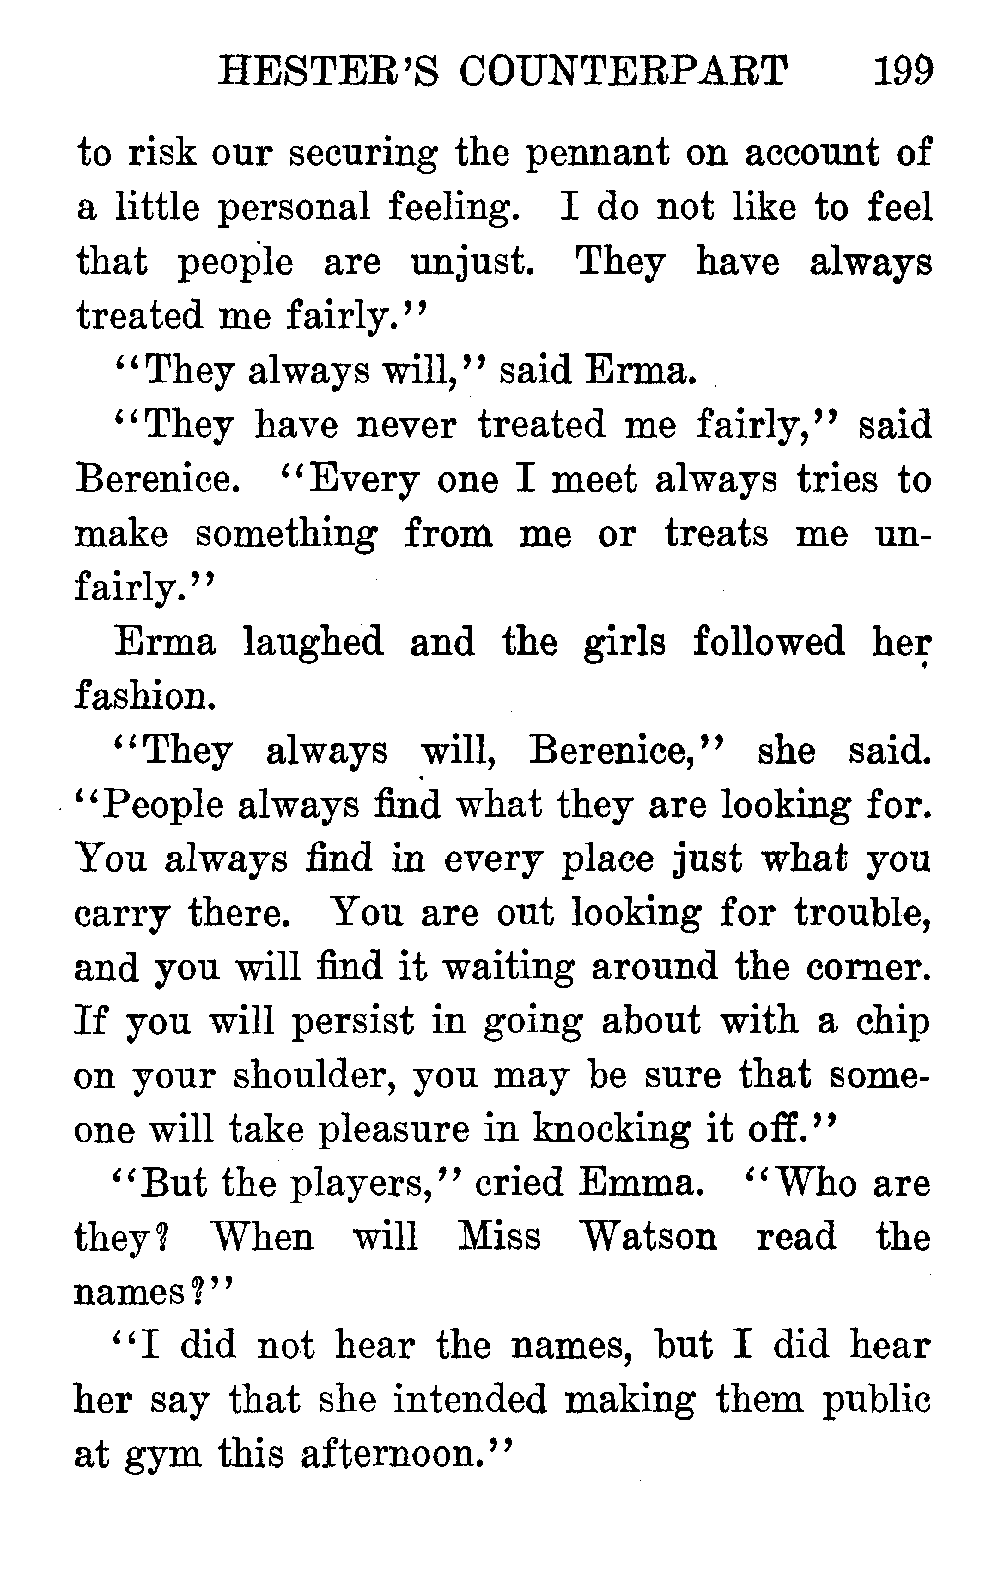 HESTER'S COUNTERPART 199
to risk our securing the pennant on account of
a little personal feeling. I do not like to feel
that people are unjust. They have always
treated me fairly."
"They always will," said Erma.
"They have never treated me fairly," said
Berenice. "Every one I meet always tries to
make something from me or treats me un-
fairly."
Erma laughed and the girls followed her
fashion.
"They always will, Berenice," she said.
"People always find what they are looking for.
You always find in every place just what you
carry there. You are out looking for trouble,
and you will find it waiting around the corner.
If you will persist in going about with a chip
on your shoulder, you may be sure that some-
one will take pleasure in knocking it off."
"But the players," cried Emma. "Who are
they? When will Miss Watson read the
names?"
"I did not hear the names, but I did hear
her say that she intended making them public
at gym this afternoon."